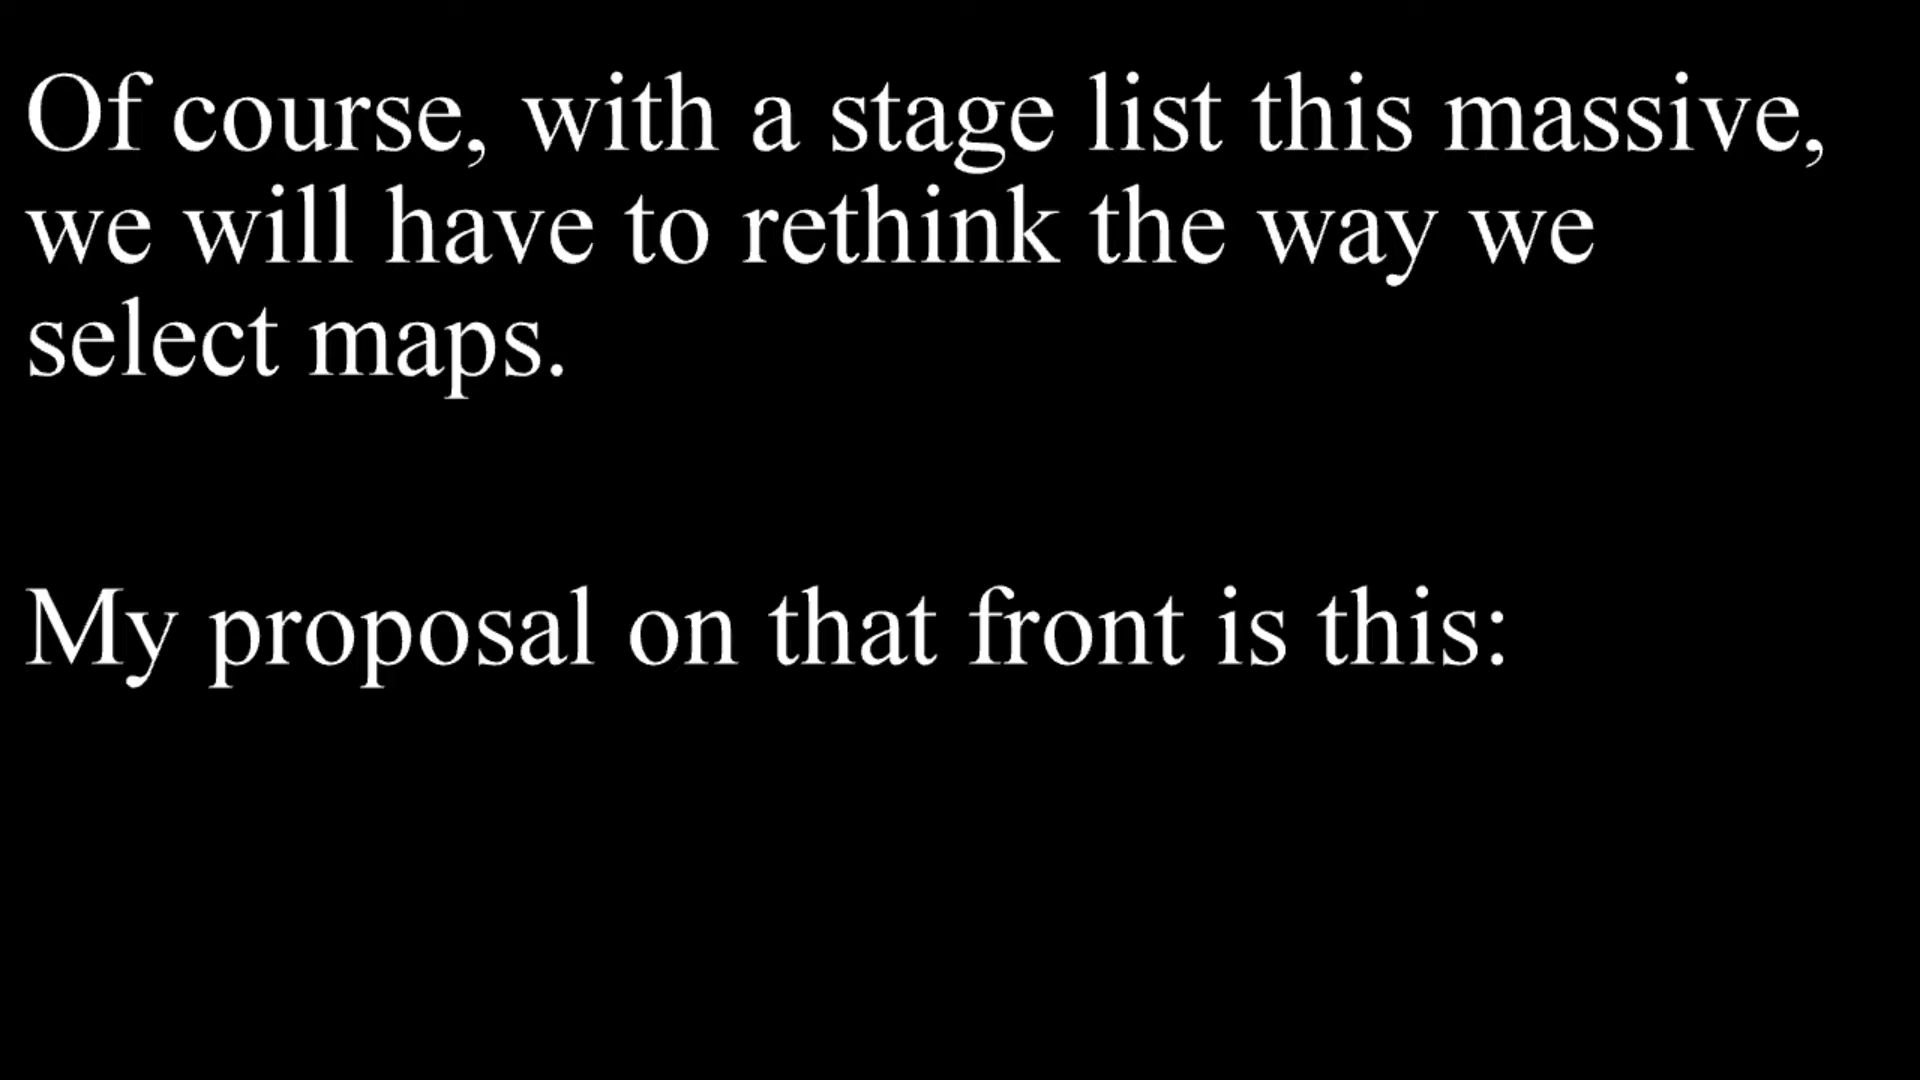 Of course, with a stage list this massive,
we will have to rethink the way we
select maps.
My proposal on that front is this: